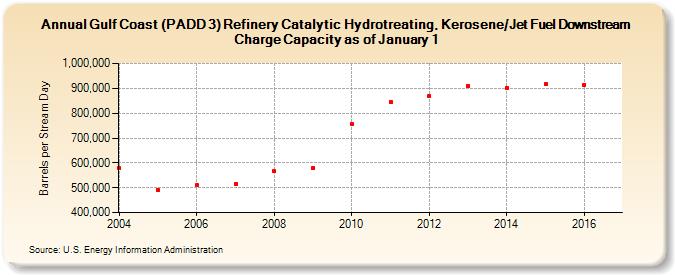 Annual Gulf Coast (PADD 3) Refinery Catalytic Hydrotreating, Kerosene/Jet Fuel Downstream
Charge Capacity as of January 1
Barrels per Stream Day
1,000,000
900,000
800,000
700,000
600,000
500,000
400,000
2004 2006 2008 2010 2012 2014 2016
Source: U.S. Energy Information Administration